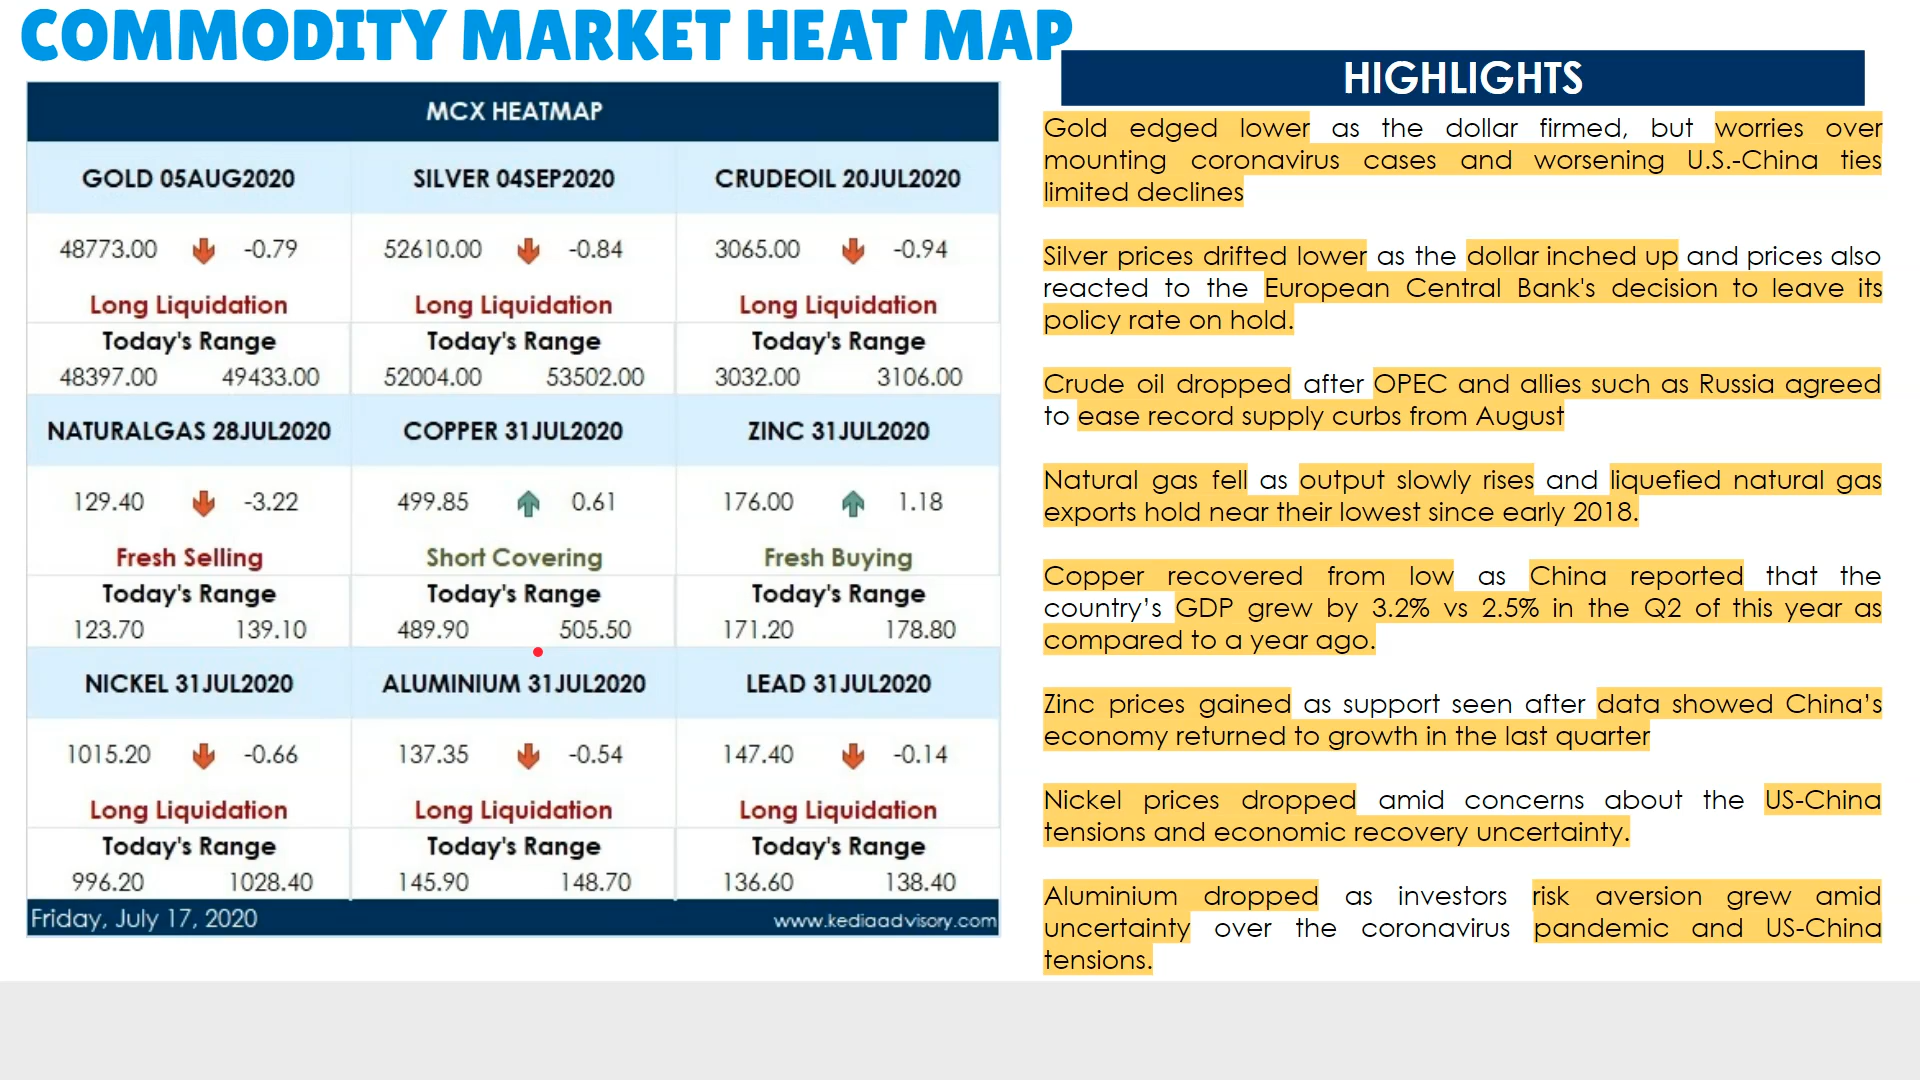 COMMODITY MARKET HEAT MAP
MCX HEATMAP
GOLD 05AUG2020 SILVER 04SEP2020 CRUDEOIL 20JUL2020
48773.00 -0.79 52610.00 -0.84 3065.00 -0.94
Long Liquidation Long Liquidation Long Liquidation
Today's Range Today's Range Today's Range
48397.00 49433.00 52004.00 53502.00 3032.00 3106.00
NATURALGAS 28JUL2020 COPPER 31JUL2020 ZINC 31JUL2020
129.40 -3.22 499.85 0.61 176.00 1.18
Fresh Selling Short Covering Fresh Buying
Today's Range Today's Range Today's Range
123.70 139.10 489.90 505.50 171.20 178.80
NICKEL 31JUL2020 ALUMINIUM 31JUL2020 LEAD 31JUL2020
1015.20 -0.66 137.35 -0.54 147.40 -0.14
Long Liquidation Long Liquidation Long Liquidation
Today's Range Today's Range Today's Range
996.20 1028.40 145.90 148.70 136.60 138.40
Friday, July 17, 2020 www.kediaadvisory.com
HIGHLIGHTS
Gold edged lower as the dollar firmed, but worries over
mounting coronavirus cases and worsening U.S.-China ties
limited declines
Silver prices drifted lower as the dollar inched up and prices also
reacted to the European Central Bank's decision to leave its
policy rate on hold.
Crude oil dropped after OPEC and allies such as Russia agreed
to ease record supply curbs from August
Natural gas fell as output slowly rises and liquefied natural gas
exports hold near their lowest since early 2018.
Copper recovered from low as China reported that the
country’s GDP grew by 3.2% vs 2.5% in the Q2 of this year as
compared to a year ago.
Zinc prices gained as support seen after data showed China’s
economy returned to growth in the last quarter
Nickel prices dropped amid concerns about the US-China
tensions and economic recovery uncertainty.
Aluminium dropped as investors risk aversion grew amid
uncertainty over the coronavirus pandemic and US-China
tensions.